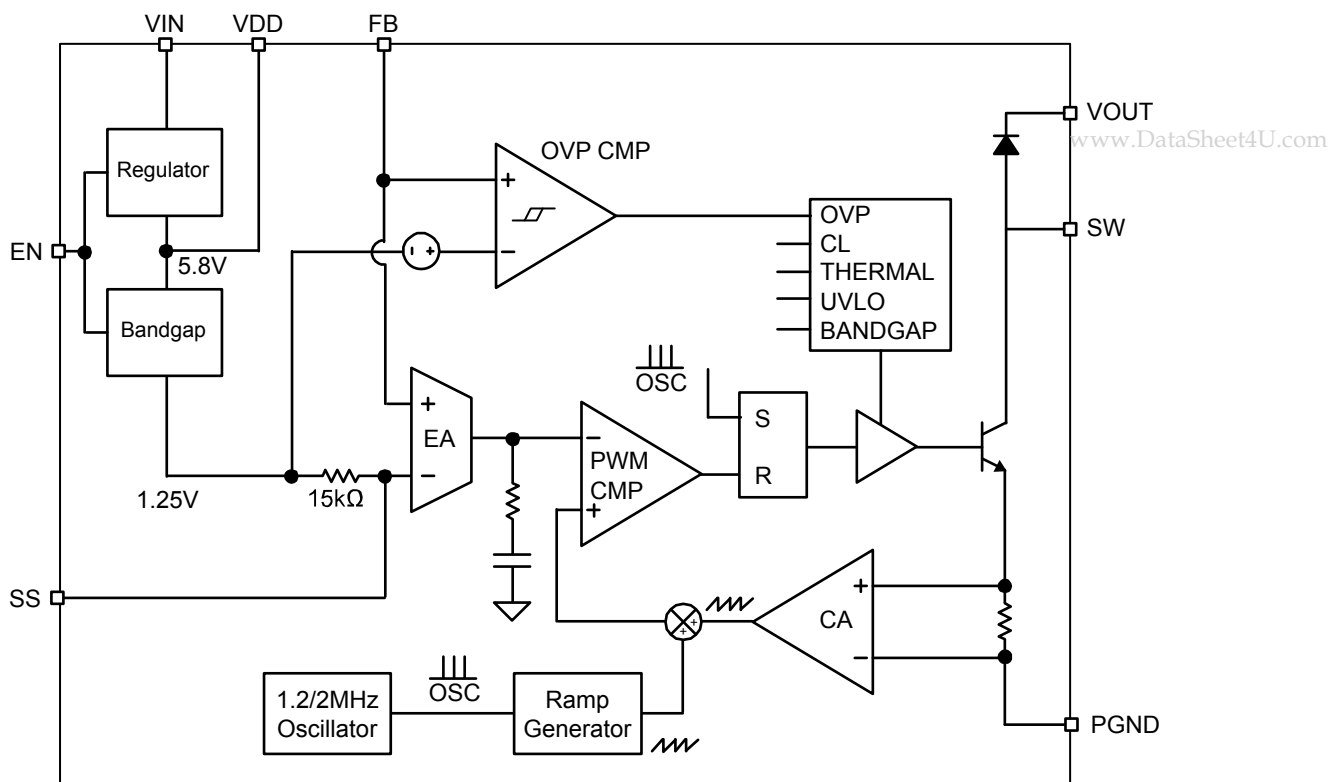 VIN VDD FB
VOUT
www.DataSheet4U.com
OVP CMP
+
−
Regulator
OVP
CL
THERMAL
UVLO
BANDGAP
SW
EN
5.8V
- +
Bandgap
OSC
+
EA
−
S
R
−
PWM
CMP
+
1.25V
15kΩ
SS
+
+
+
CA
−
OSC
1.2/2MHz
Oscillator
Ramp
Generator
PGND